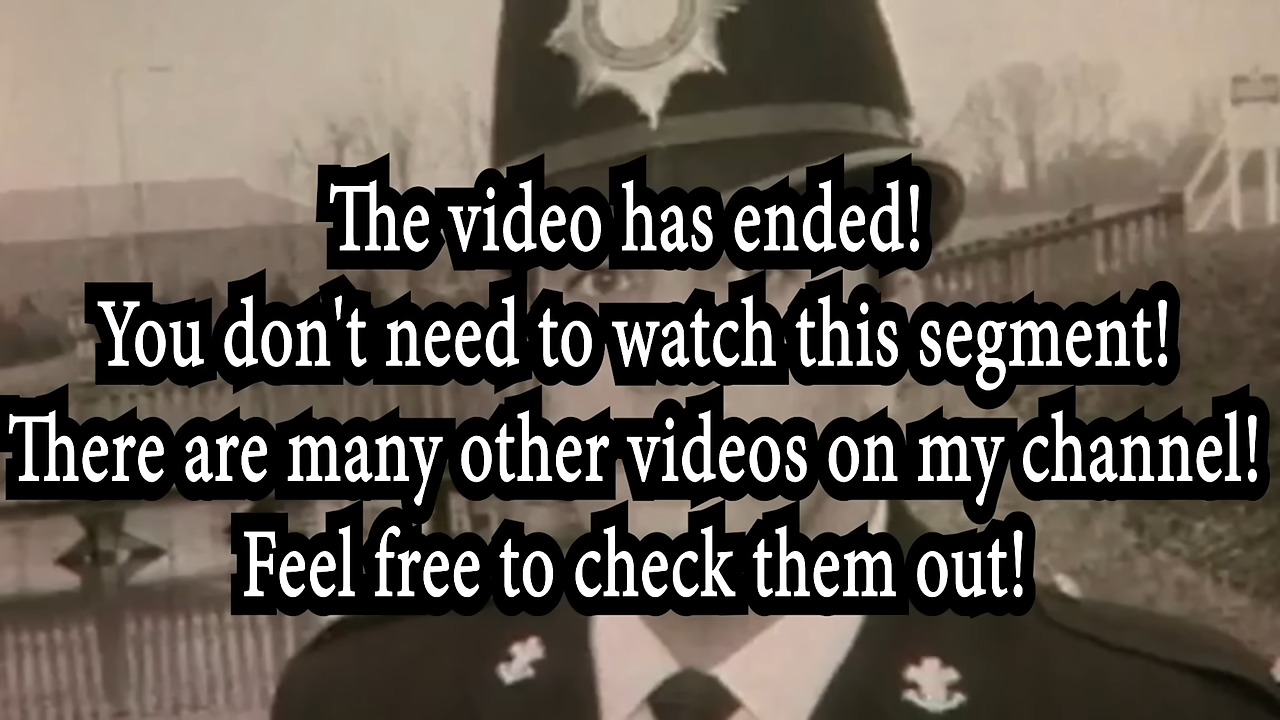 The video has ended!
You don't need to watch this segment!
There are many other videos on my channel!
Feel free to check them out!